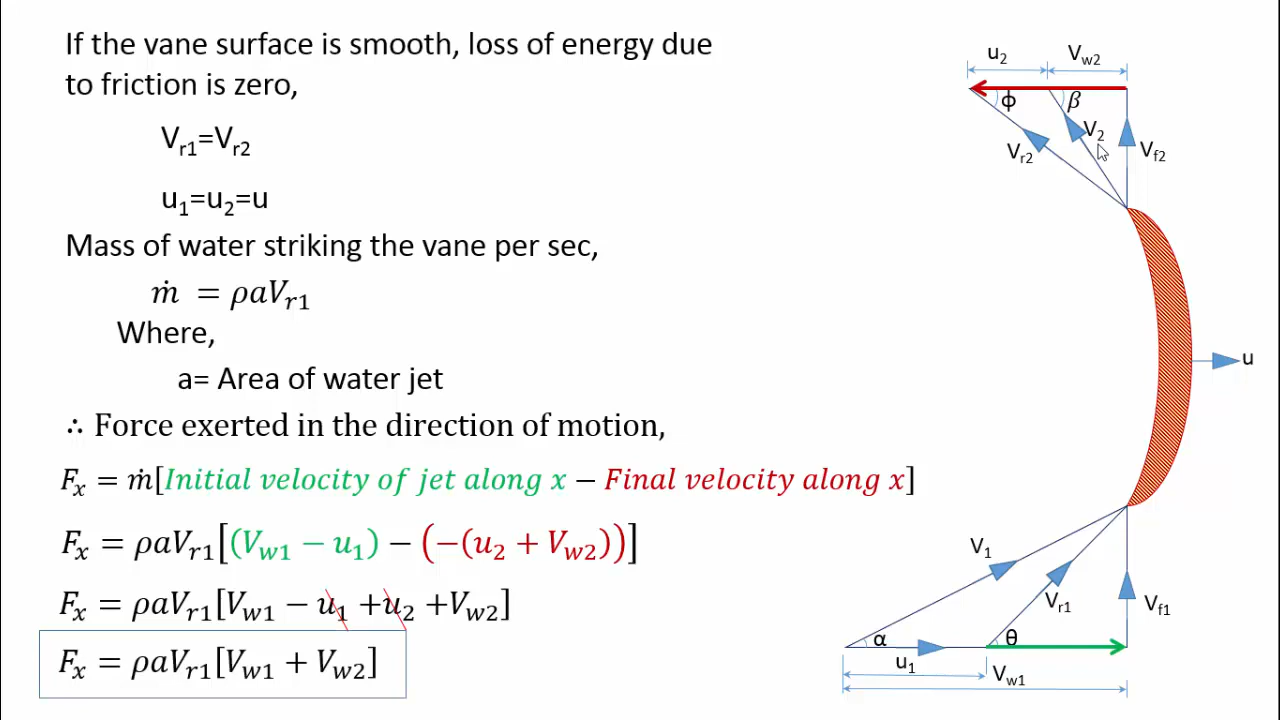 If the vane surface is smooth, loss of energy due
to friction is zero,
Vr1=Vr2
u1=u2=u
Mass of water striking the vane per sec,
ṁ = ρaVr1
Where,
a= Area of water jet
∴ Force exerted in the direction of motion,
Fx = ṁ[Initial velocity of jet along x − Final velocity along x]
Fx = ρaVr1[(Vw1 − u1) − (−(u2 + Vw2))]
Fx = ρaVr1[Vw1 − u1 +u2 +Vw2]
Fx = ρaVr1[Vw1 + Vw2]
u2 Vw2
ϕ β
V2
Vr2 Vf2
u
V1
Vr1 Vf1
α θ
u1 Vw1